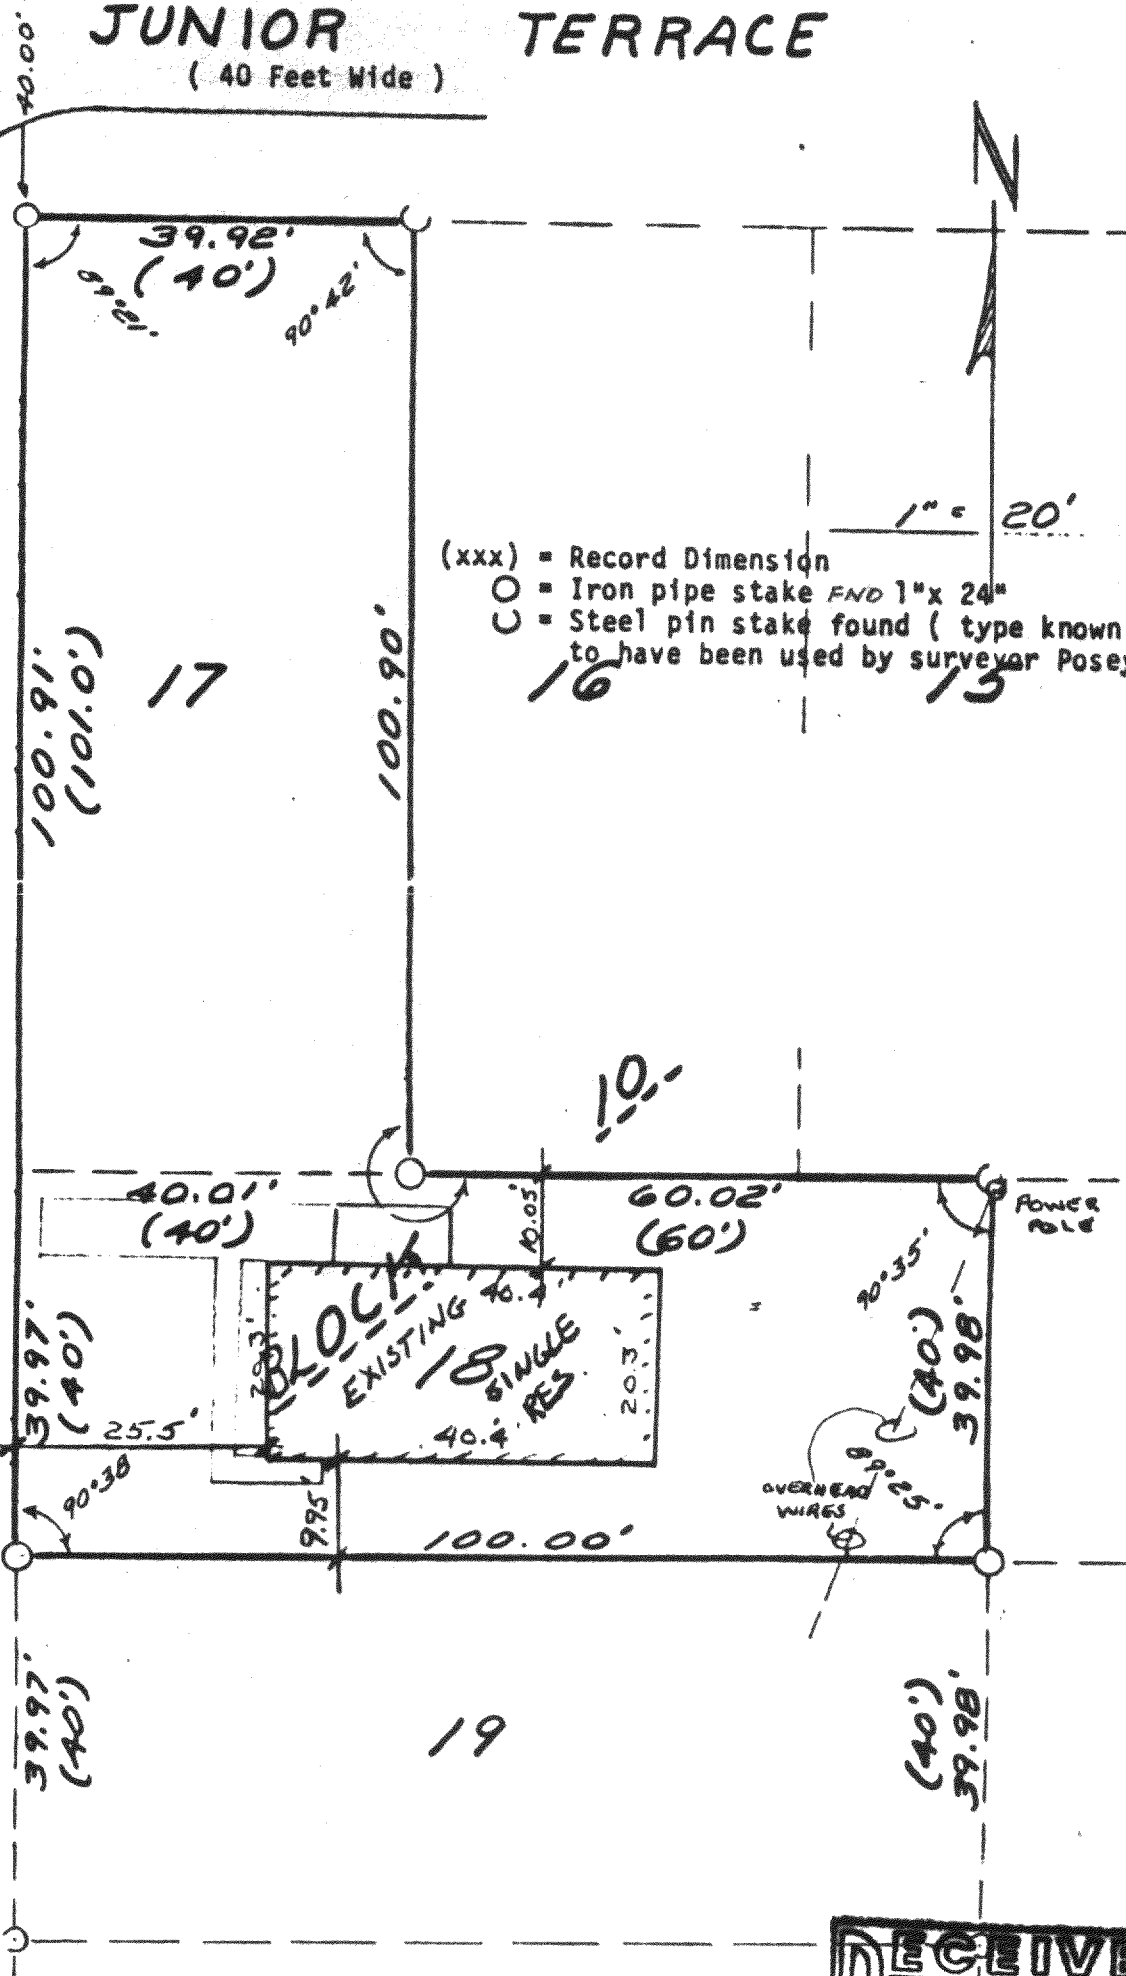 JUNIOR TERRACE
( 40 Feet Wide )
40.00'
N
39.92'
(40')
89°21'
90°42'
1" = 20'
(xxx) = Record Dimension
O = Iron pipe stake FND 1"x 24"
= Steel pin stake found ( type known
to have been used by surveyor Posey
100.91'
(101.0')
17
100.90'
16
15
10
40.01'
(40')
10.05'
60.02'
(60')
POWER
POLE
90°35'
BLOCK
EXISTING
18
SINGLE
RES
40.4'
20.3'
20.3'
40.4'
39.97'
(40')
25.5'
90°38
9.95
100.00'
(40')
39.98'
89°25'
OVERHEAD
WIRES
39.97'
(40')
19
(40')
39.98'
RECEIVE